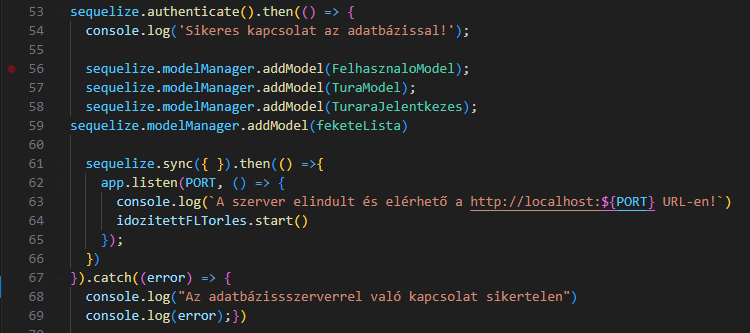 53 sequelize.authenticate().then(() => {
54 console.log('Sikeres kapcsolat az adatbázissal!');
55
56 sequelize.modelManager.addModel(FelhasznaloModel);
57 sequelize.modelManager.addModel(TuraModel);
58 sequelize.modelManager.addModel(TuraraJelentkezes);
59 sequelize.modelManager.addModel(feketeLista)
60
61 sequelize.sync({ }).then(() =>{
62 app.listen(PORT, () => {
63 console.log(`A szerver elindult és elérhető a http://localhost:${PORT} URL-en!`)
64 idozitettFLTorles.start()
65 });
66 })
67 }).catch((error) => {
68 console.log("Az adatbázissszerverrel való kapcsolat sikertelen")
69 console.log(error);})